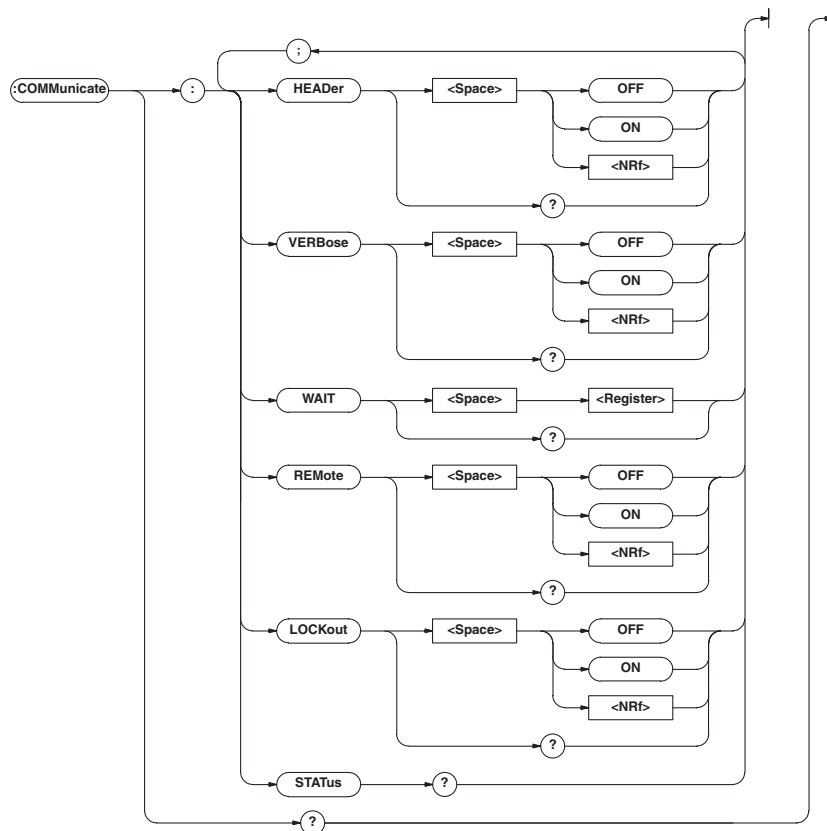 ;
:COMMunicate : HEADer <Space> OFF
ON
<NRf>
?
VERBose <Space> OFF
ON
<NRf>
?
WAIT <Space> <Register>
?
REMote <Space> OFF
ON
<NRf>
?
LOCKout <Space> OFF
ON
<NRf>
?
STATus ?
?